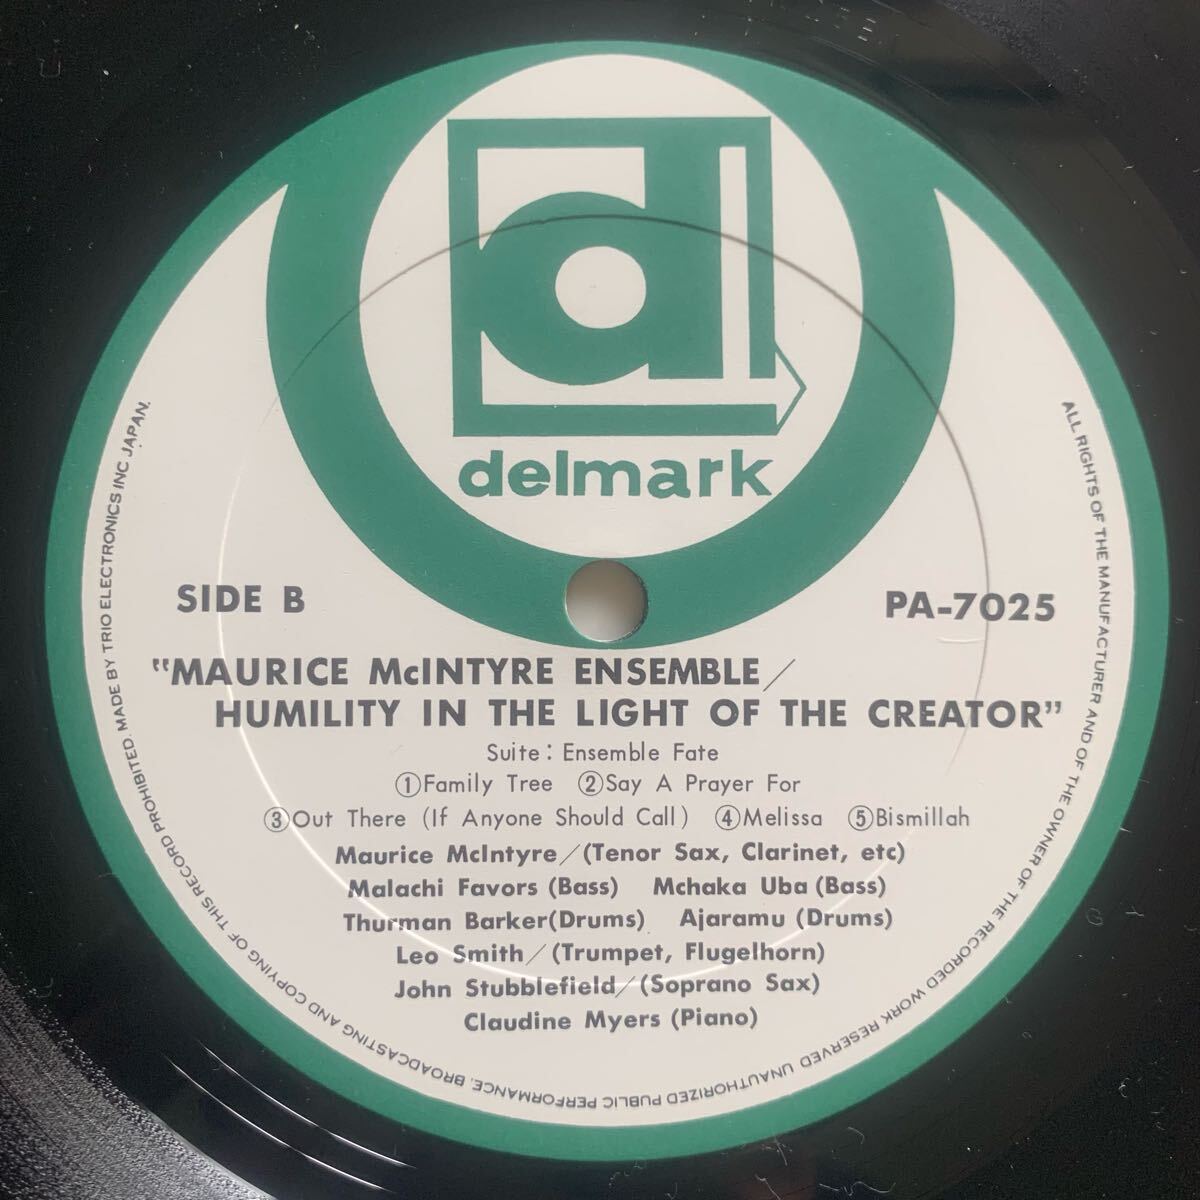 d
delmark
SIDE B
PA-7025
"MAURICE McINTYRE ENSEMBLE/
HUMILITY IN THE LIGHT OF THE CREATOR"
Suite: Ensemble Fate
①Family Tree ②Say A Prayer For
③Out There (If Anyone Should Call) ④Melissa ⑤Bismillah
Maurice McIntyre/(Tenor Sax, Clarinet, etc)
Malachi Favors (Bass) Mchaka Uba (Bass)
Thurman Barker(Drums) Ajaramu (Drums)
Leo Smith/(Trumpet, Flugelhorn)
John Stubblefield/(Soprano Sax)
Claudine Myers (Piano)
ALL RIGHTS OF THE MANUFACTURER AND OF THE OWNER OF THE RECORDED WORK RESERVED UNAUTHORIZED PUBLIC PERFORMANCE, BROADCASTING AND COPYING OF THIS RECORD PROHIBITED. MADE BY TRIO ELECTRONICS INC JAPAN.